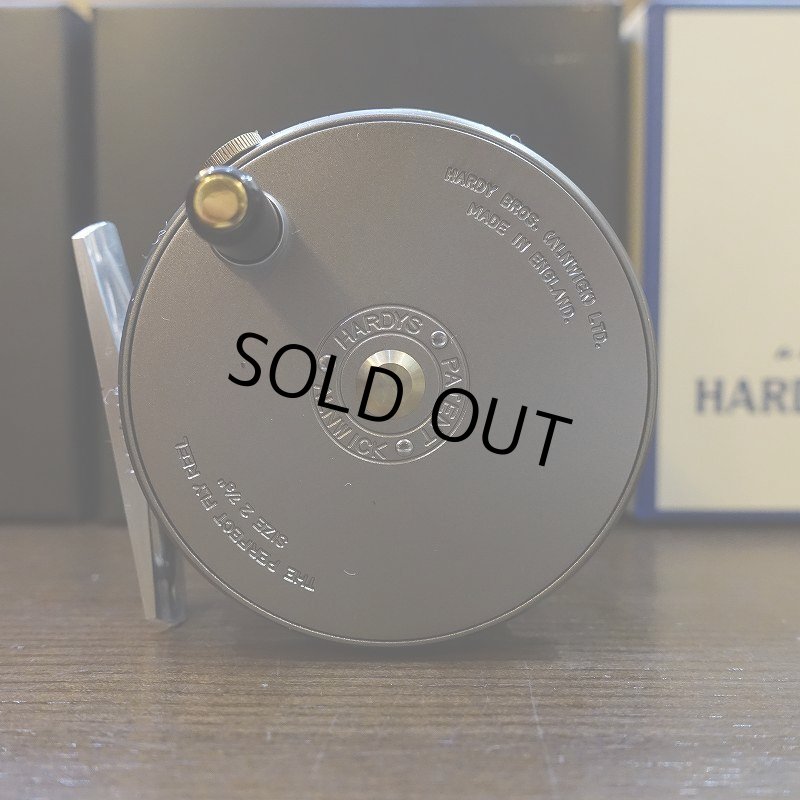 HARDY BROS. (ALNWICK) LTD.
MADE IN ENGLAND.
HARDYS PATENT ALNWICK
SOLD OUT
THE PERFECT FLY REEL
SIZE 2 7/8"
HARD